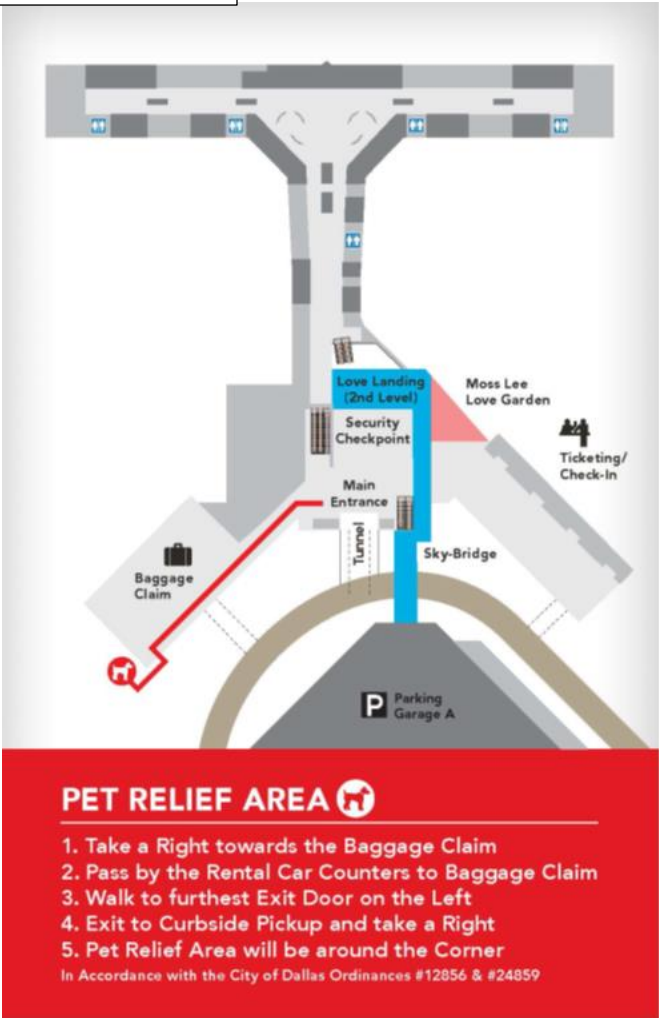 Love Landing
(2nd Level)
Moss Lee
Love Garden
Security
Checkpoint
Ticketing/
Check-In
Main
Entrance
Tunnel
Sky-Bridge
Baggage
Claim
P
Parking
Garage A
PET RELIEF AREA
1. Take a Right towards the Baggage Claim
2. Pass by the Rental Car Counters to Baggage Claim
3. Walk to furthest Exit Door on the Left
4. Exit to Curbside Pickup and take a Right
5. Pet Relief Area will be around the Corner
In Accordance with the City of Dallas Ordinances #12856 & #24859